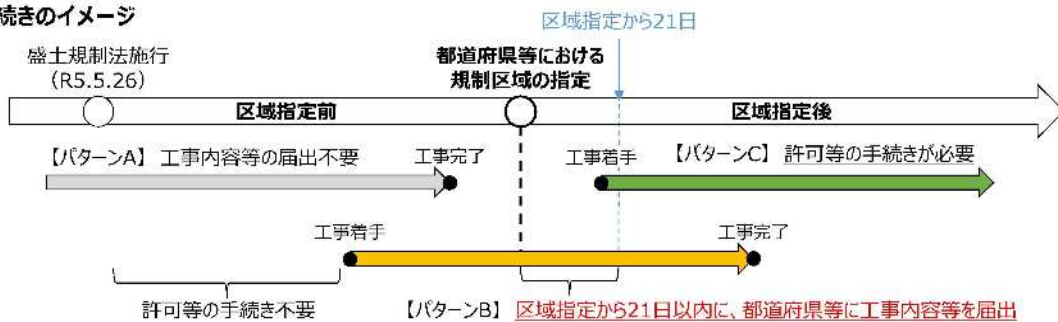 続きのイメージ
区域指定から21日
盛土規制法施行
(R5.5.26)
都道府県等における
規制区域の指定
区域指定前
区域指定後
【パターンA】 工事内容等の届出不要
工事完了
工事着手
【パターンC】 許可等の手続きが必要
工事着手
工事完了
許可等の手続き不要
【パターンB】 区域指定から21日以内に、都道府県等に工事内容等を届出